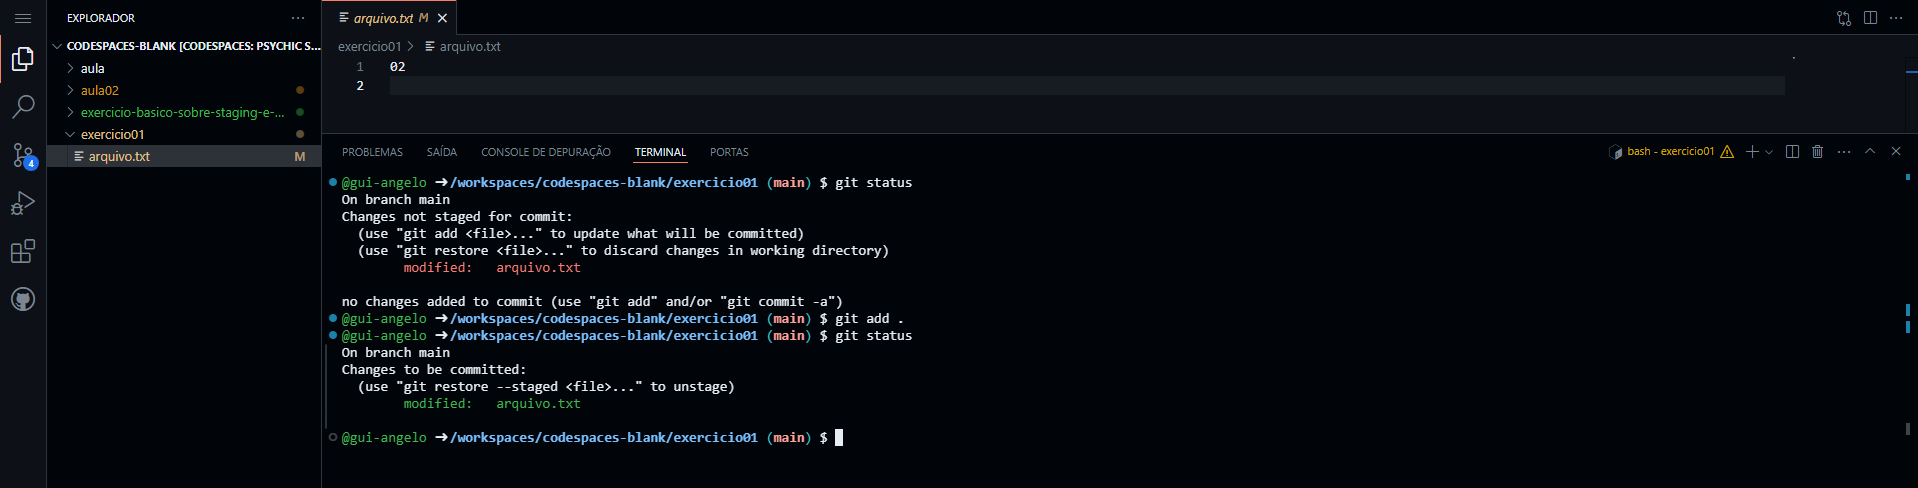 EXPLORADOR
CODESPACES-BLANK [CODESPACES: PSYCHIC S...
aula
aula02
exercicio-basico-sobre-staging-e-...
exercicio01
arquivo.txt M
4
arquivo.txt M
exercicio01 > arquivo.txt
1 02
2
PROBLEMAS SAÍDA CONSOLE DE DEPURAÇÃO TERMINAL PORTAS
bash - exercicio01
@gui-angelo ➜/workspaces/codespaces-blank/exercicio01 (main) $ git status
On branch main
Changes not staged for commit:
(use "git add <file>..." to update what will be committed)
(use "git restore <file>..." to discard changes in working directory)
modified: arquivo.txt
no changes added to commit (use "git add" and/or "git commit -a")
@gui-angelo ➜/workspaces/codespaces-blank/exercicio01 (main) $ git add .
@gui-angelo ➜/workspaces/codespaces-blank/exercicio01 (main) $ git status
On branch main
Changes to be committed:
(use "git restore --staged <file>..." to unstage)
modified: arquivo.txt
@gui-angelo ➜/workspaces/codespaces-blank/exercicio01 (main) $